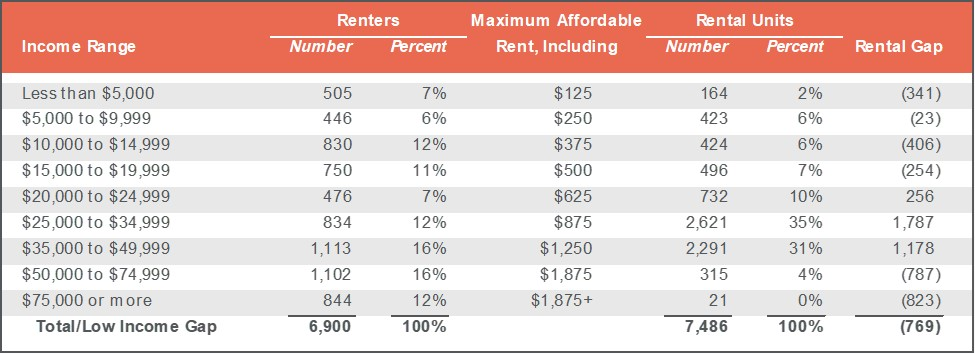 Renters Maximum Affordable Rental Units
Income Range Number Percent Rent, Including Number Percent Rental Gap
Less than $5,000 505 7% $125 164 2% (341)
$5,000 to $9,999 446 6% $250 423 6% (23)
$10,000 to $14,999 830 12% $375 424 6% (406)
$15,000 to $19,999 750 11% $500 496 7% (254)
$20,000 to $24,999 476 7% $625 732 10% 256
$25,000 to $34,999 834 12% $875 2,621 35% 1,787
$35,000 to $49,999 1,113 16% $1,250 2,291 31% 1,178
$50,000 to $74,999 1,102 16% $1,875 315 4% (787)
$75,000 or more 844 12% $1,875+ 21 0% (823)
Total/Low Income Gap 6,900 100% 7,486 100% (769)